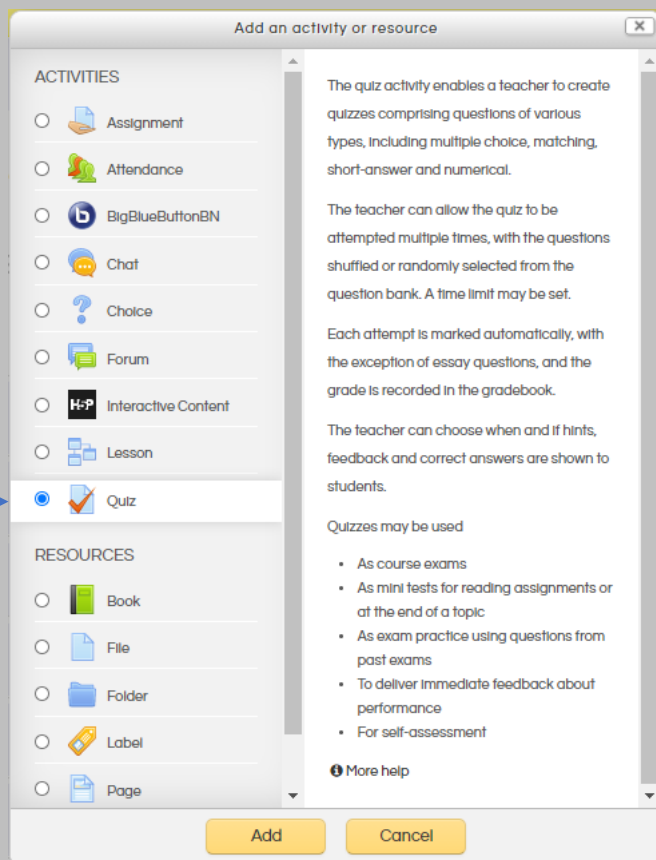 Add an activity or resource
ACTIVITIES
Assignment
Attendance
b
BigBlueButtonBN
Chat
Choice
Forum
H5P
Interactive Content
Lesson
Quiz
RESOURCES
Book
File
Folder
Label
Page
The quiz activity enables a teacher to create
quizzes comprising questions of various
types, including multiple choice, matching,
short-answer and numerical.
The teacher can allow the quiz to be
attempted multiple times, with the questions
shuffled or randomly selected from the
question bank. A time limit may be set.
Each attempt is marked automatically, with
the exception of essay questions, and the
grade is recorded in the gradebook.
The teacher can choose when and if hints,
feedback and correct answers are shown to
students.
Quizzes may be used
• As course exams
• As mini tests for reading assignments or
at the end of a topic
• As exam practice using questions from
past exams
• To deliver immediate feedback about
performance
• For self-assessment
More help
Add
Cancel